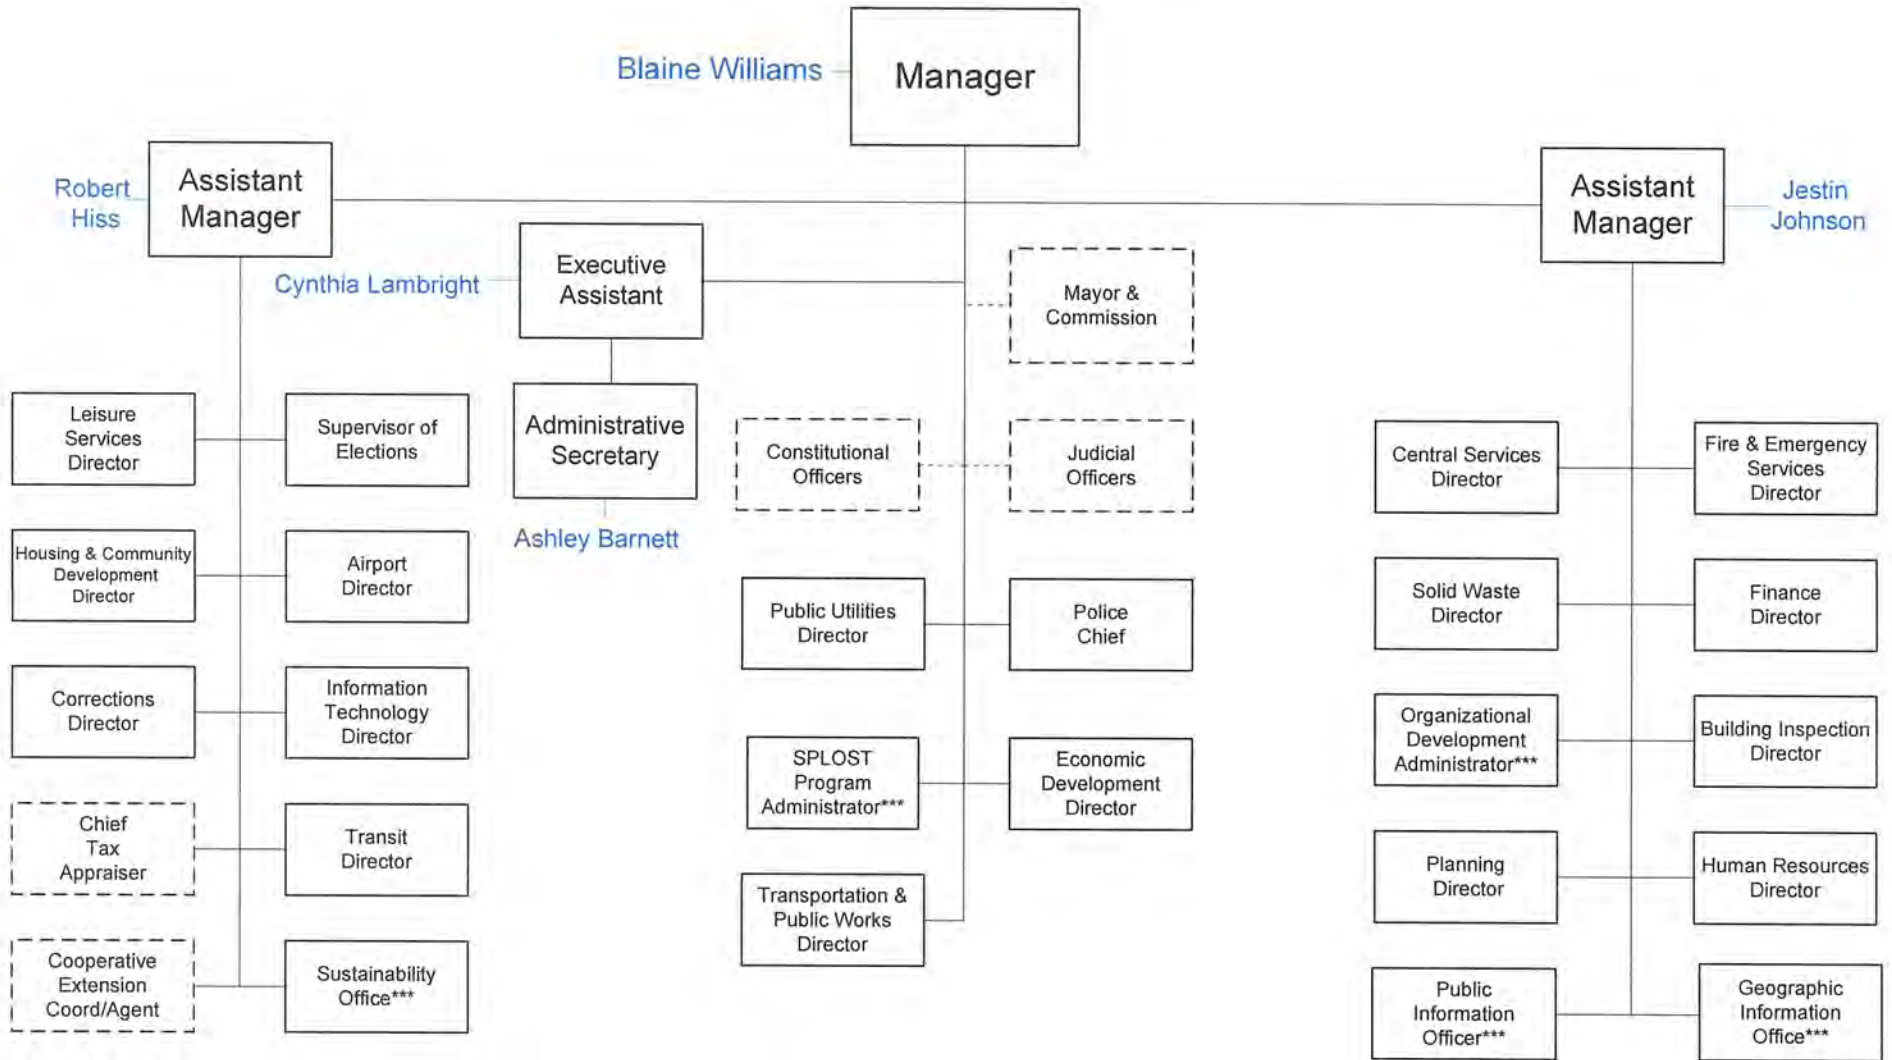 Blaine Williams
Manager
Robert
Hiss
Assistant
Manager
Assistant
Manager
Jestin
Johnson
Cynthia Lambright
Executive
Assistant
Mayor &
Commission
Administrative
Secretary
Ashley Barnett
Constitutional
Officers
Judicial
Officers
Leisure
Services
Director
Supervisor of
Elections
Housing & Community
Development
Director
Airport
Director
Corrections
Director
Information
Technology
Director
Chief
Tax
Appraiser
Transit
Director
Cooperative
Extension
Coord/Agent
Sustainability
Office***
Public Utilities
Director
Police
Chief
SPLOST
Program
Administrator***
Economic
Development
Director
Transportation &
Public Works
Director
Central Services
Director
Fire & Emergency
Services
Director
Solid Waste
Director
Finance
Director
Organizational
Development
Administrator***
Building Inspection
Director
Planning
Director
Human Resources
Director
Public
Information
Officer***
Geographic
Information
Office***